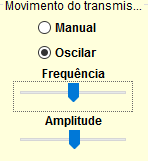 Movimento do transmis...
Manual
Oscilar
Frequência
Amplitude